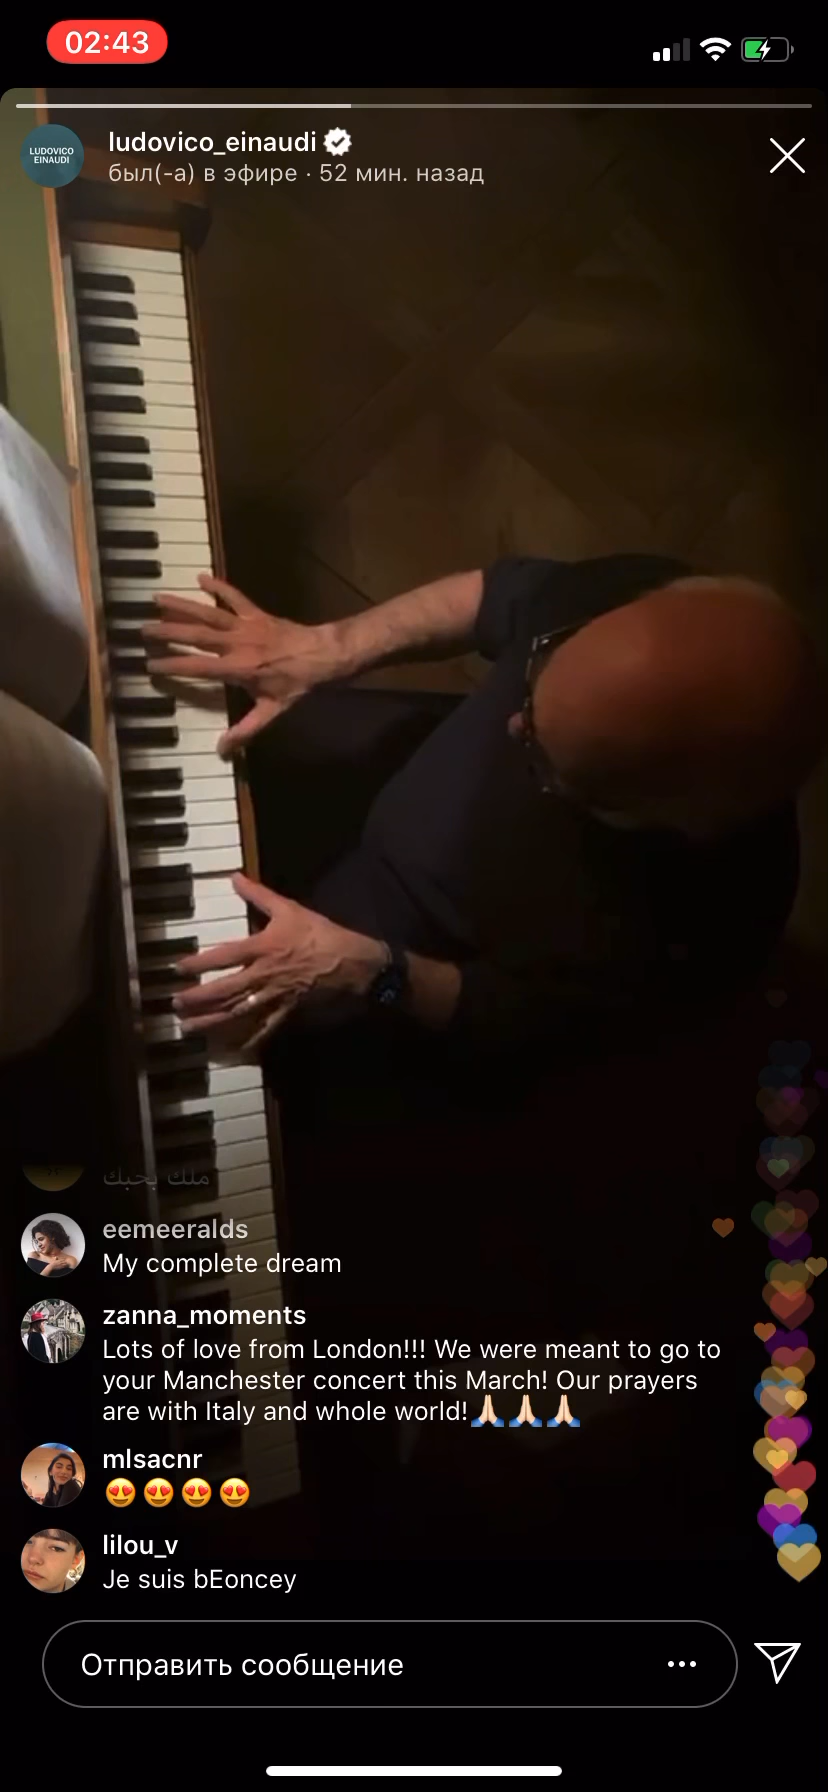 02:43
LUDOVICO
EINAUDI
ludovico_einaudi
был(-а) в эфире · 52 мин. назад
ملك بحبك
eemeeralds
My complete dream
zanna_moments
Lots of love from London!!! We were meant to go to
your Manchester concert this March! Our prayers
are with Italy and whole world!🙏🏻🙏🏻🙏🏻
mlsacnr
😍😍😍😍
lilou_v
Je suis bEoncey
Отправить сообщение